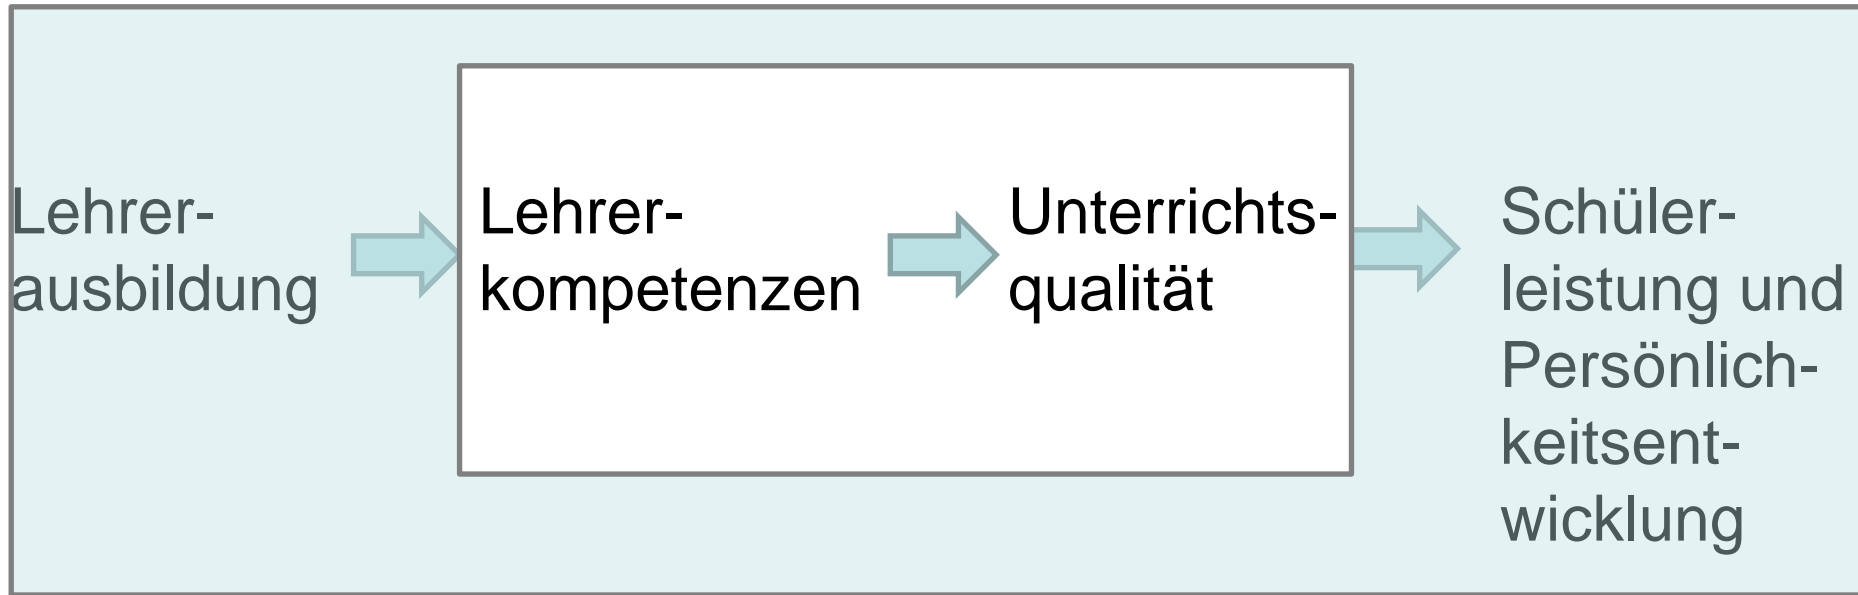 Lehrer-
ausbildung
Lehrer-
kompetenzen
Unterrichts-
qualität
Schüler-
leistung und
Persönlich-
keitsent-
wicklung